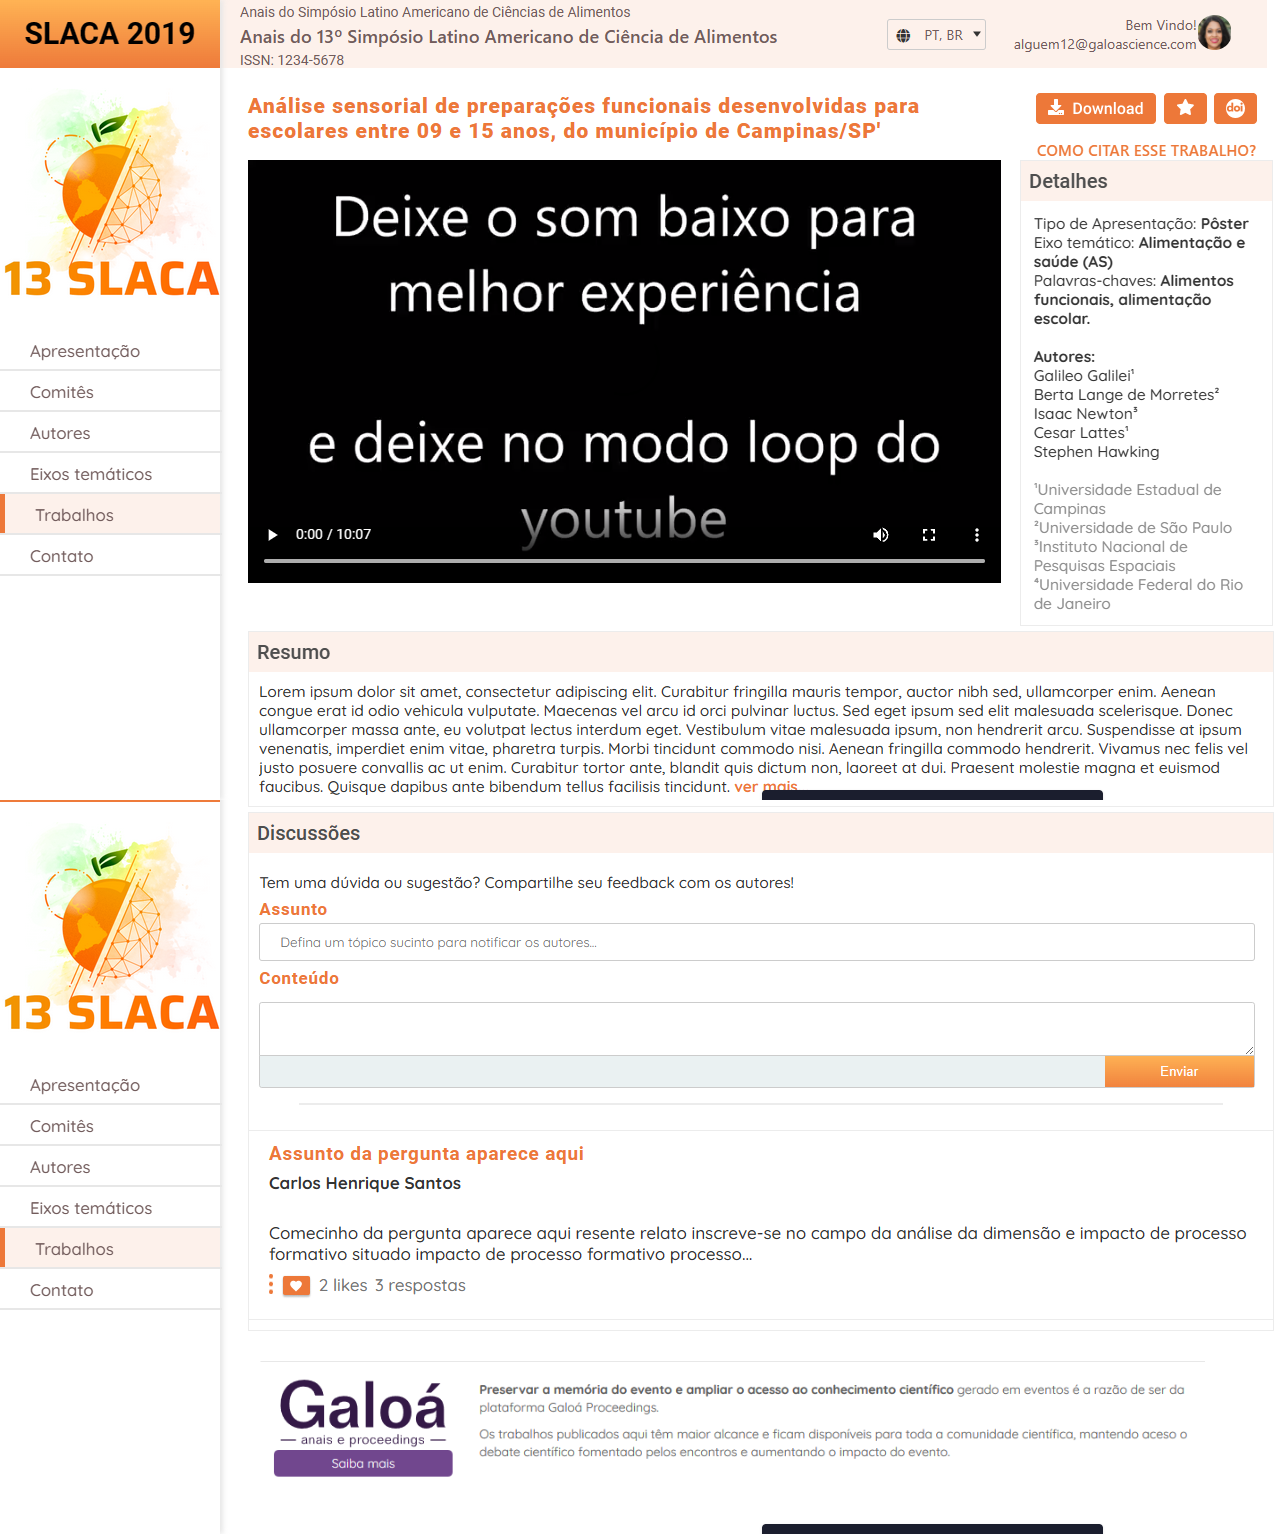 SLACA 2019
Anais do Simpósio Latino Americano de Ciências de Alimentos
Anais do 13º Simpósio Latino Americano de Ciência de Alimentos
ISSN: 1234-5678
PT, BR
Bem Vindo!
alguem12@galoascience.com
13 SLACA
Apresentação
Comitês
Autores
Eixos temáticos
Trabalhos
Contato
Análise sensorial de preparações funcionais desenvolvidas para
escolares entre 09 e 15 anos, do município de Campinas/SP'
Download
doi
COMO CITAR ESSE TRABALHO?
Deixe o som baixo para
melhor experiência
e deixe no modo loop do
youtube
0:00 / 10:07
Detalhes
Tipo de Apresentação: Pôster
Eixo temático: Alimentação e
saúde (AS)
Palavras-chaves: Alimentos
funcionais, alimentação
escolar.
Autores:
Galileo Galilei¹
Berta Lange de Morretes²
Isaac Newton³
Cesar Lattes¹
Stephen Hawking
¹Universidade Estadual de
Campinas
²Universidade de São Paulo
³Instituto Nacional de
Pesquisas Espaciais
⁴Universidade Federal do Rio
de Janeiro
Resumo
Lorem ipsum dolor sit amet, consectetur adipiscing elit. Curabitur fringilla mauris tempor, auctor nibh sed, ullamcorper enim. Aenean
congue erat id odio vehicula vulputate. Maecenas vel arcu id orci pulvinar luctus. Sed eget ipsum sed elit malesuada scelerisque. Donec
ullamcorper massa ante, eu volutpat lectus interdum eget. Vestibulum vitae malesuada ipsum, non hendrerit arcu. Suspendisse at ipsum
venenatis, imperdiet enim vitae, pharetra turpis. Morbi tincidunt commodo nisi. Aenean fringilla commodo hendrerit. Vivamus nec felis vel
justo posuere convallis ac ut enim. Curabitur tortor ante, blandit quis dictum non, laoreet at dui. Praesent molestie magna et euismod
faucibus. Quisque dapibus ante bibendum tellus facilisis tincidunt. ver mais
Discussões
Tem uma dúvida ou sugestão? Compartilhe seu feedback com os autores!
Assunto
Defina um tópico sucinto para notificar os autores...
Conteúdo
Enviar
13 SLACA
Apresentação
Comitês
Autores
Eixos temáticos
Trabalhos
Contato
Assunto da pergunta aparece aqui
Carlos Henrique Santos
Comecinho da pergunta aparece aqui resente relato inscreve-se no campo da análise da dimensão e impacto de processo
formativo situado impacto de processo formativo processo...
2 likes 3 respostas
Galoá
anais e proceedings
Saiba mais
Preservar a memória do evento e ampliar o acesso ao conhecimento científico gerado em eventos é a razão de ser da
plataforma Galoá Proceedings.
Os trabalhos publicados aqui têm maior alcance e ficam disponíveis para toda a comunidade científica, mantendo aceso o
debate científico fomentado pelos encontros e aumentando o impacto do evento.